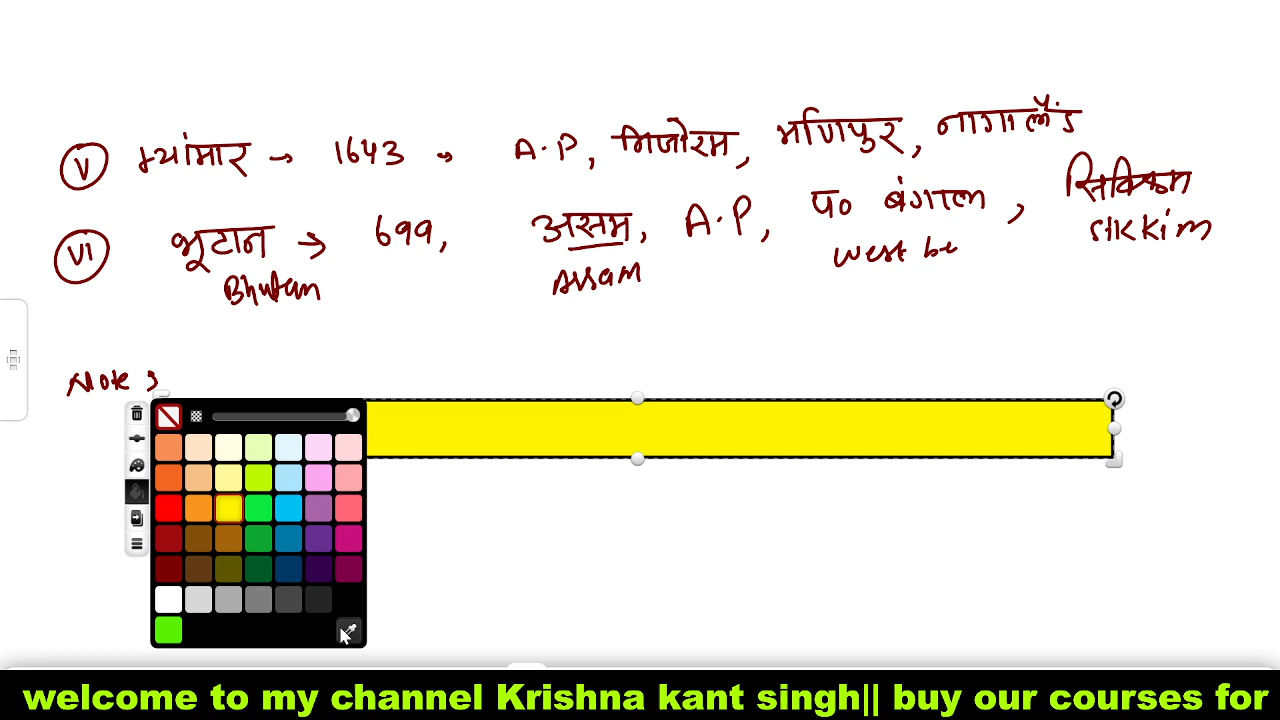 V म्यांमार → 1643 → A.P, मिजोरम, मणिपुर, नागालैंड
VI भूटान → 699, असम, A.P, प० बंगाल, सिक्किम
Bhutan Assam West be sikkim
Note →
welcome to my channel Krishna kant singh|| buy our courses for